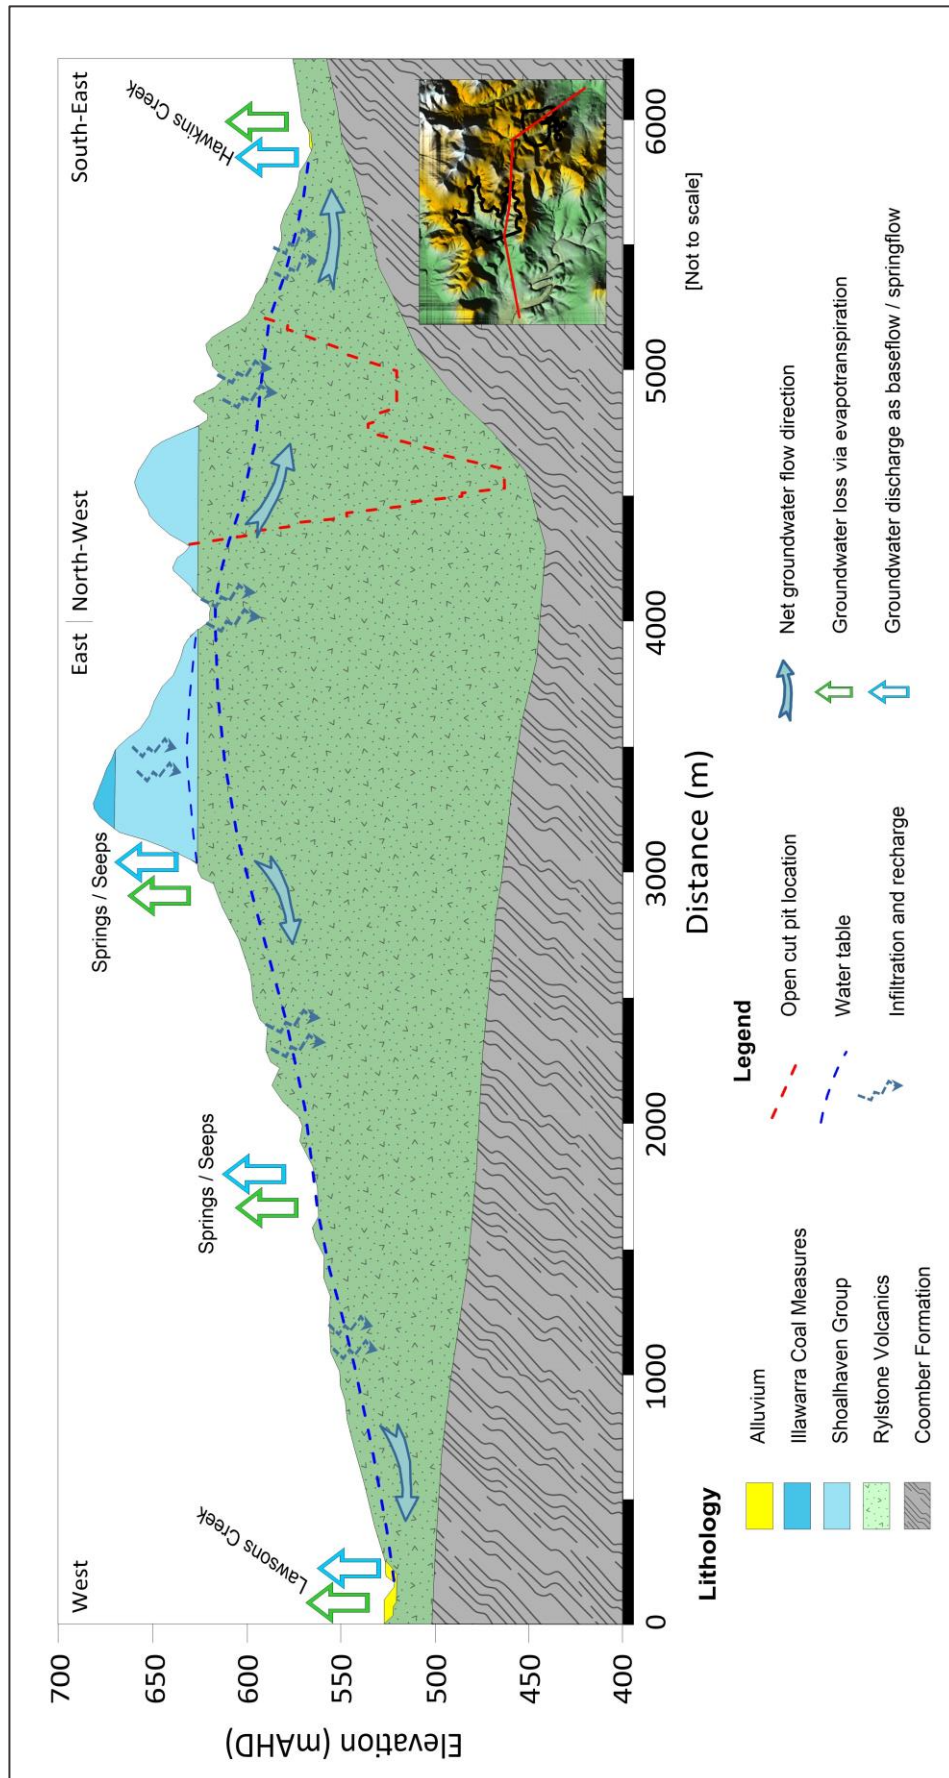 West
East | North-West
South-East
Lawsons Creek
Springs / Seeps
Springs / Seeps
Hawkins Creek
Elevation (mAHD)
700
650
600
550
500
450
400
0
1000
2000
3000
4000
5000
6000
Distance (m)
[Not to scale]
Lithology
Alluvium
Illawarra Coal Measures
Shoalhaven Group
Rylstone Volcanics
Coomber Formation
Legend
Open cut pit location
Water table
Infiltration and recharge
Net groundwater flow direction
Groundwater loss via evapotranspiration
Groundwater discharge as baseflow / springflow